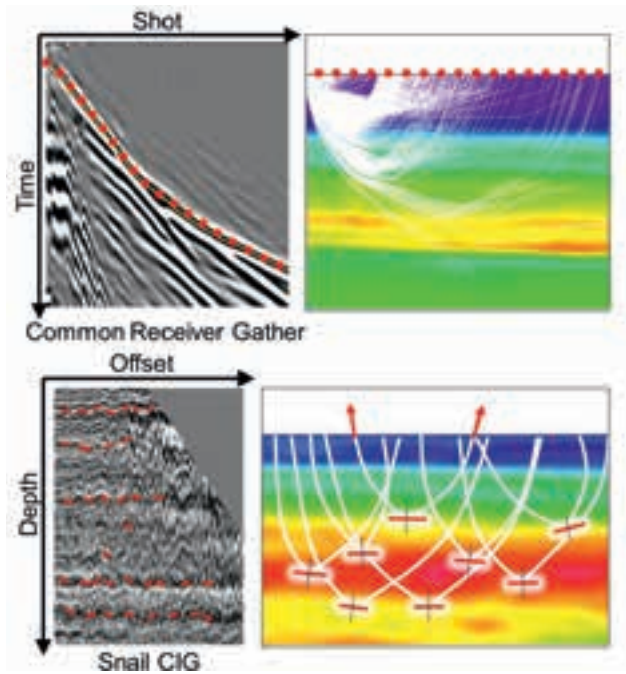 Shot
Time
Common Receiver Gather
Offset
Depth
Snail CIG